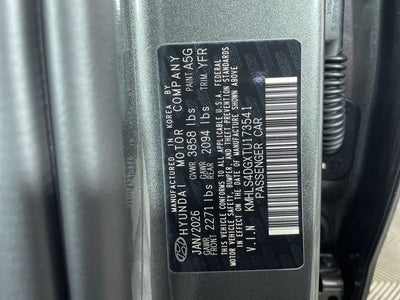 MANUFACTURED IN KOREA BY
HYUNDAI MOTOR COMPANY
JAN/2026 GVWR 3858 lbs PAINT A5G
GAWR FRONT 2271 lbs GAWR REAR 2094 lbs TRIM YFR
THIS VEHICLE CONFORMS TO ALL APPLICABLE U.S.A. FEDERAL
MOTOR VEHICLE SAFETY, BUMPER, AND THEFT PREVENTION STANDARDS
IN EFFECT ON THE DATE OF MANUFACTURE SHOWN ABOVE
V.I.N KMHLS4DGXTU173541
PASSENGER CAR